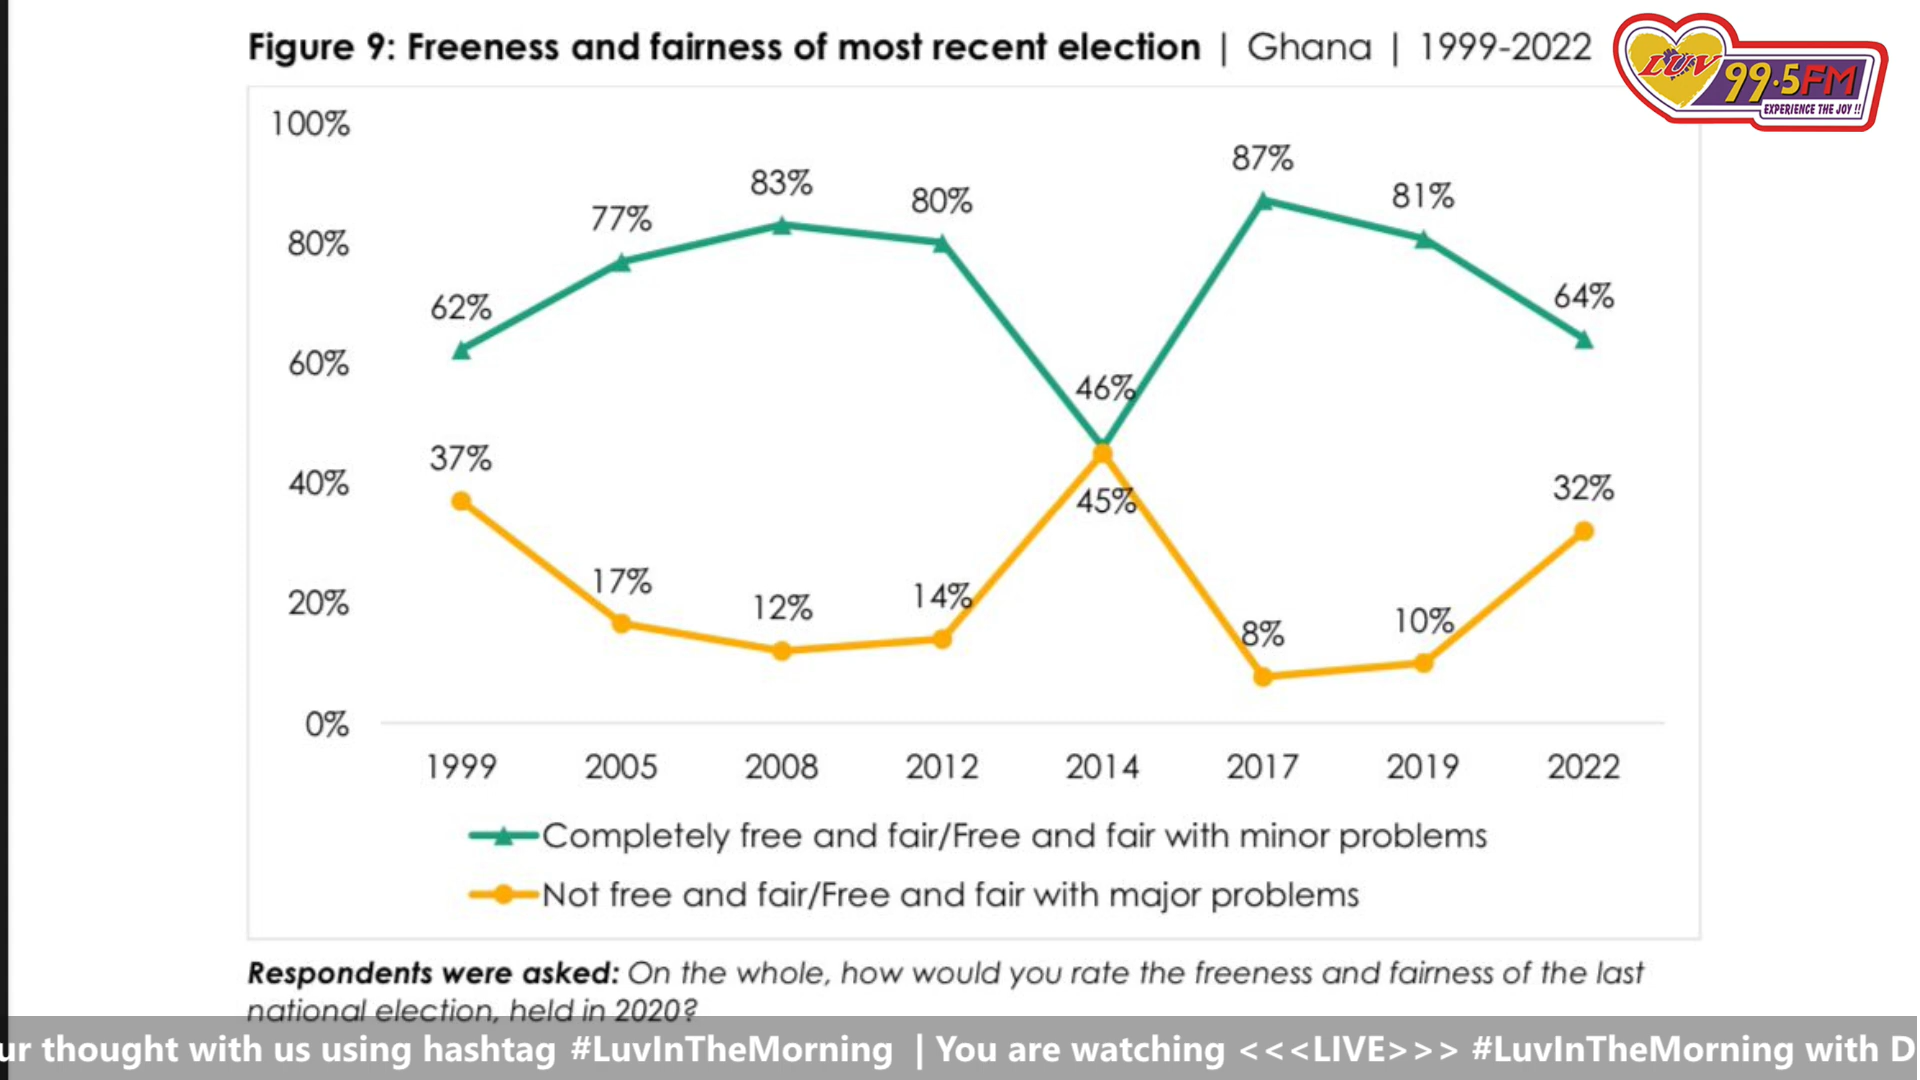 Figure 9: Freeness and fairness of most recent election | Ghana | 1999-2022
LUV 99.5FM
EXPERIENCE THE JOY !!
100%
80%
60%
40%
20%
0%
62%
77%
83%
80%
46%
87%
81%
64%
37%
17%
12%
14%
45%
8%
10%
32%
1999 2005 2008 2012 2014 2017 2019 2022
Completely free and fair/Free and fair with minor problems
Not free and fair/Free and fair with major problems
Respondents were asked: On the whole, how would you rate the freeness and fairness of the last
national election, held in 2020?
ur thought with us using hashtag #LuvInTheMorning | You are watching <<<LIVE>>> #LuvInTheMorning with D